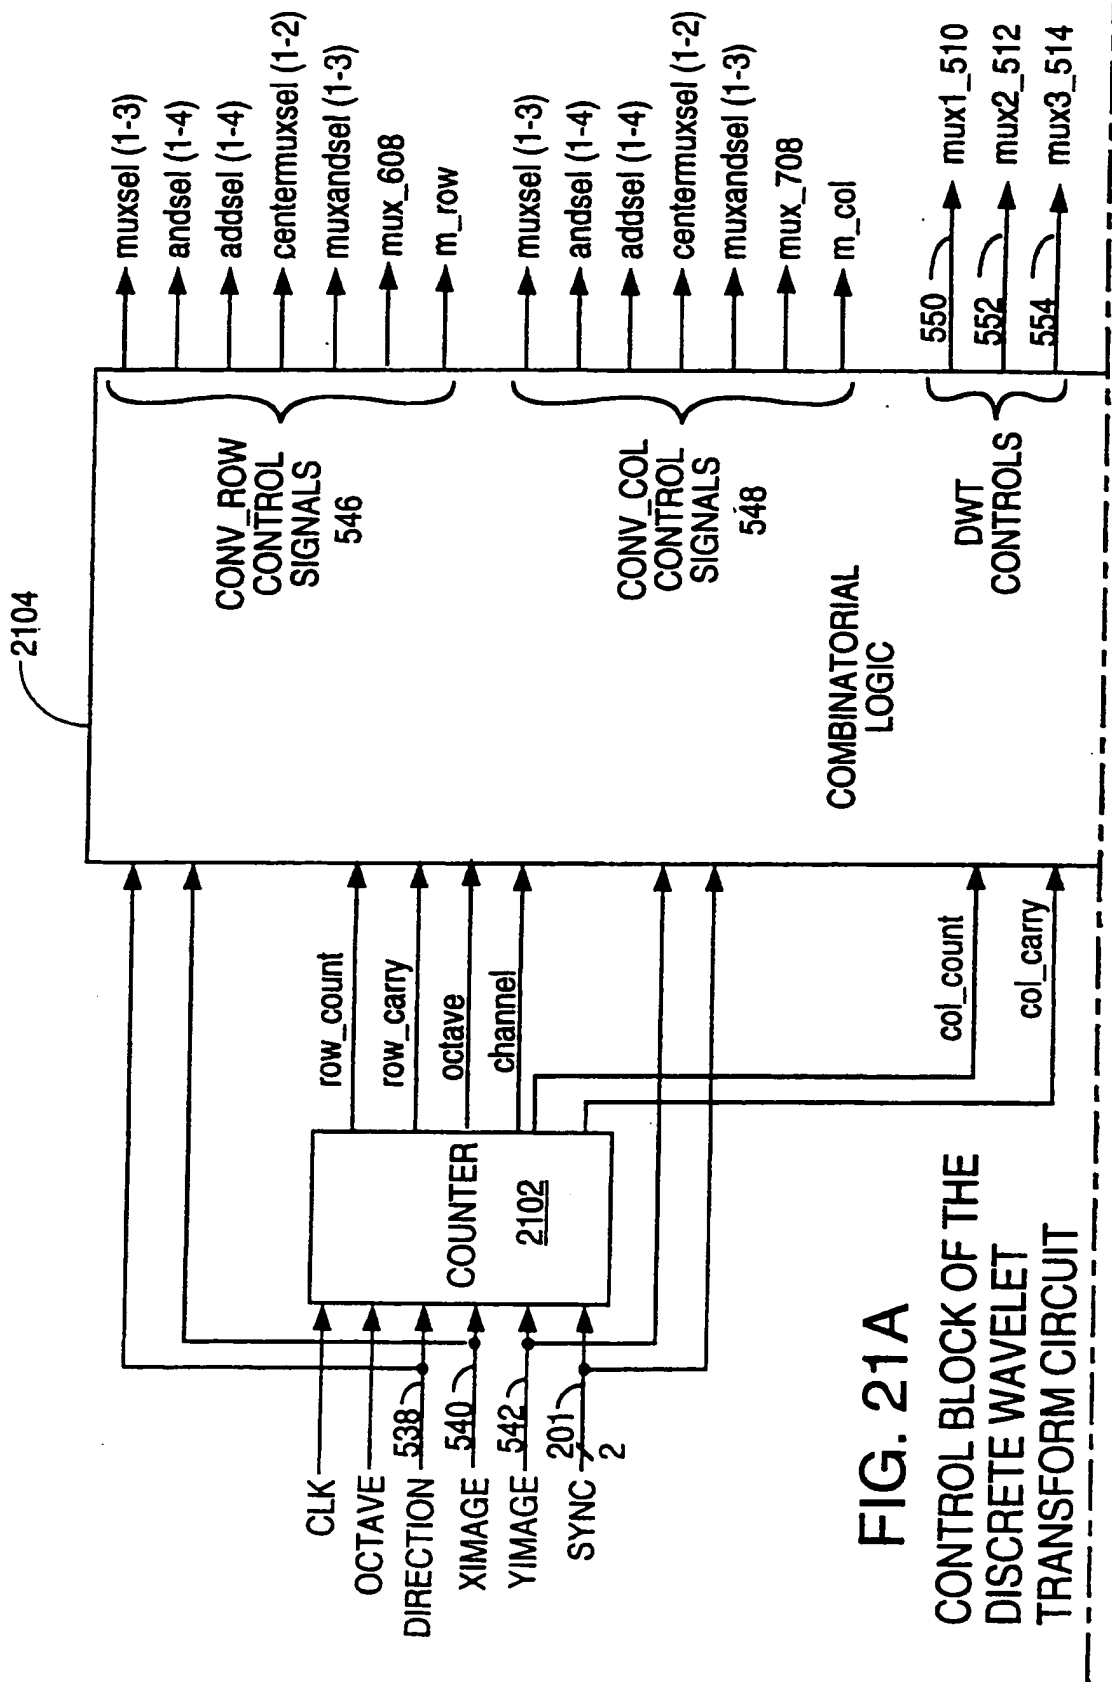 2104
muxsel (1-3)
andsel (1-4)
addsel (1-4)
centermuxsel (1-2)
muxandsel (1-3)
mux_608
m_row
muxsel (1-3)
andsel (1-4)
addsel (1-4)
centermuxsel (1-2)
muxandsel (1-3)
mux_708
m_col
550
mux1_510
552
mux2_512
554
mux3_514
CONV_ROW
CONTROL
SIGNALS
546
CONV_COL
CONTROL
SIGNALS
548
DWT
CONTROLS
COMBINATORIAL
LOGIC
row_count
row_carry
octave
channel
col_count
col_carry
COUNTER
2102
CLK
OCTAVE
DIRECTION
538
XIMAGE
540
YIMAGE
542
SYNC
201
2
FIG. 21A
CONTROL BLOCK OF THE
DISCRETE WAVELET
TRANSFORM CIRCUIT